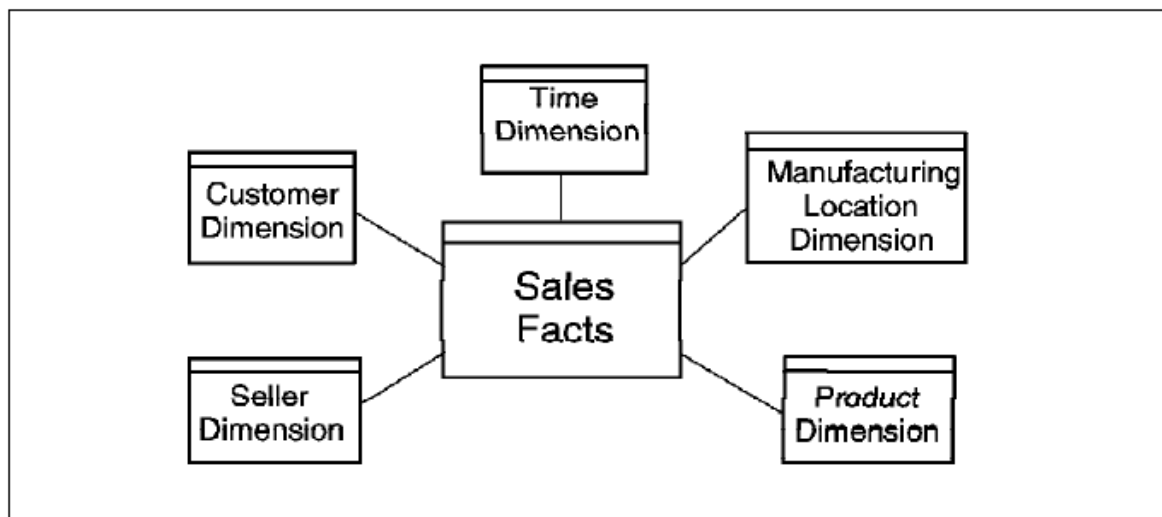 Time
Dimension
Customer
Dimension
Manufacturing
Location
Dimension
Sales
Facts
Seller
Dimension
Product
Dimension